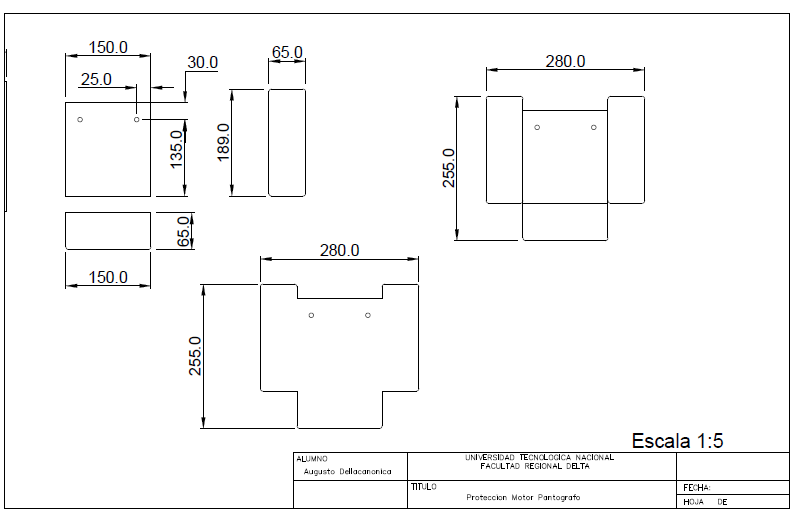 150.0
30.0
25.0
135.0
65.0
189.0
280.0
255.0
65.0
150.0
280.0
255.0
Escala 1:5
ALUMNO
Augusto Dellacanonica
UNIVERSIDAD TECNOLOGICA NACIONAL
FACULTAD REGIONAL DELTA
TITULO
Proteccion Motor Pantografo
FECHA:
HOJA DE